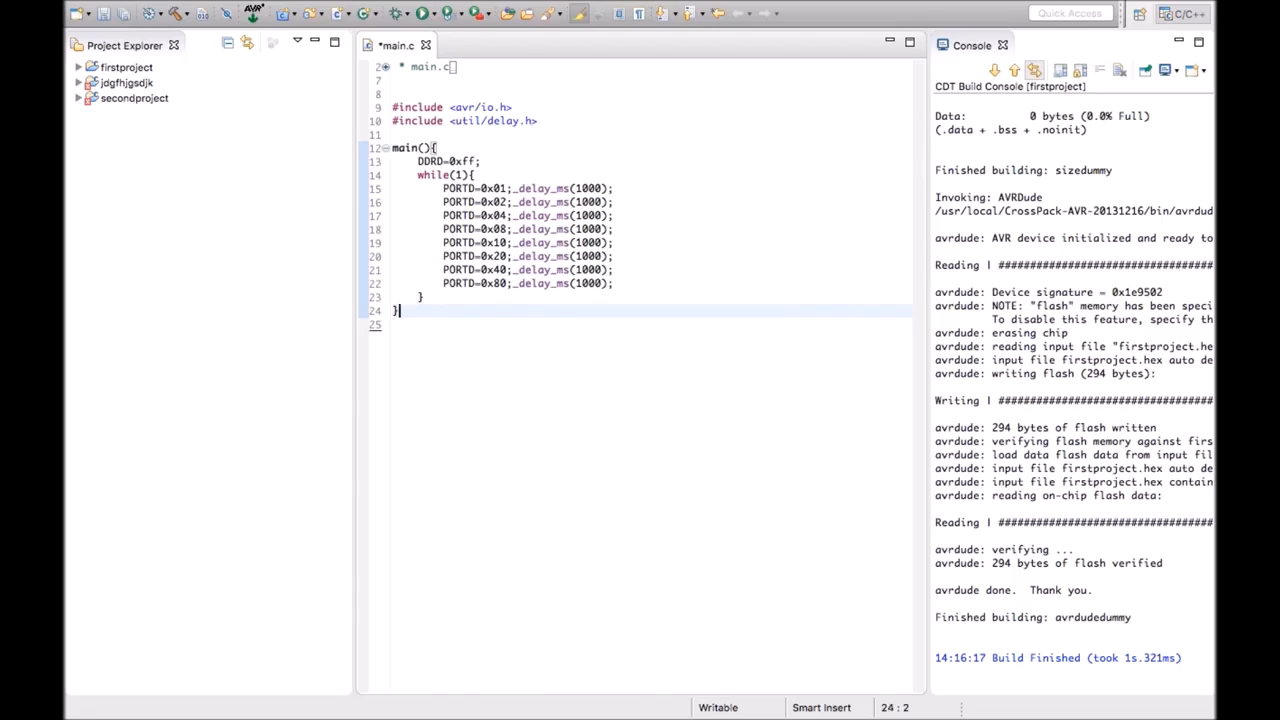 Quick Access
C/C++
Project Explorer
firstproject
jdgfhjgsdjk
secondproject
*main.c
2 * main.c
7
8
9 #include <avr/io.h>
10 #include <util/delay.h>
11
12 main(){
13 DDRD=0xff;
14 while(1){
15 PORTD=0x01;_delay_ms(1000);
16 PORTD=0x02;_delay_ms(1000);
17 PORTD=0x04;_delay_ms(1000);
18 PORTD=0x08;_delay_ms(1000);
19 PORTD=0x10;_delay_ms(1000);
20 PORTD=0x20;_delay_ms(1000);
21 PORTD=0x40;_delay_ms(1000);
22 PORTD=0x80;_delay_ms(1000);
23 }
24 }
25
Console
CDT Build Console [firstproject]
Data: 0 bytes (0.0% Full)
(.data + .bss + .noinit)
Finished building: sizedummy
Invoking: AVRDude
/usr/local/CrossPack-AVR-20131216/bin/avrdud
avrdude: AVR device initialized and ready to
Reading | ##################################
avrdude: Device signature = 0x1e9502
avrdude: NOTE: "flash" memory has been speci
To disable this feature, specify th
avrdude: erasing chip
avrdude: reading input file "firstproject.he
avrdude: input file firstproject.hex auto de
avrdude: writing flash (294 bytes):
Writing | ##################################
avrdude: 294 bytes of flash written
avrdude: verifying flash memory against firs
avrdude: load data flash data from input fil
avrdude: input file firstproject.hex auto de
avrdude: input file firstproject.hex contain
avrdude: reading on-chip flash data:
Reading | ##################################
avrdude: verifying ...
avrdude: 294 bytes of flash verified
avrdude done. Thank you.
Finished building: avrdudedummy
14:16:17 Build Finished (took 1s.321ms)
Writable
Smart Insert
24 : 2